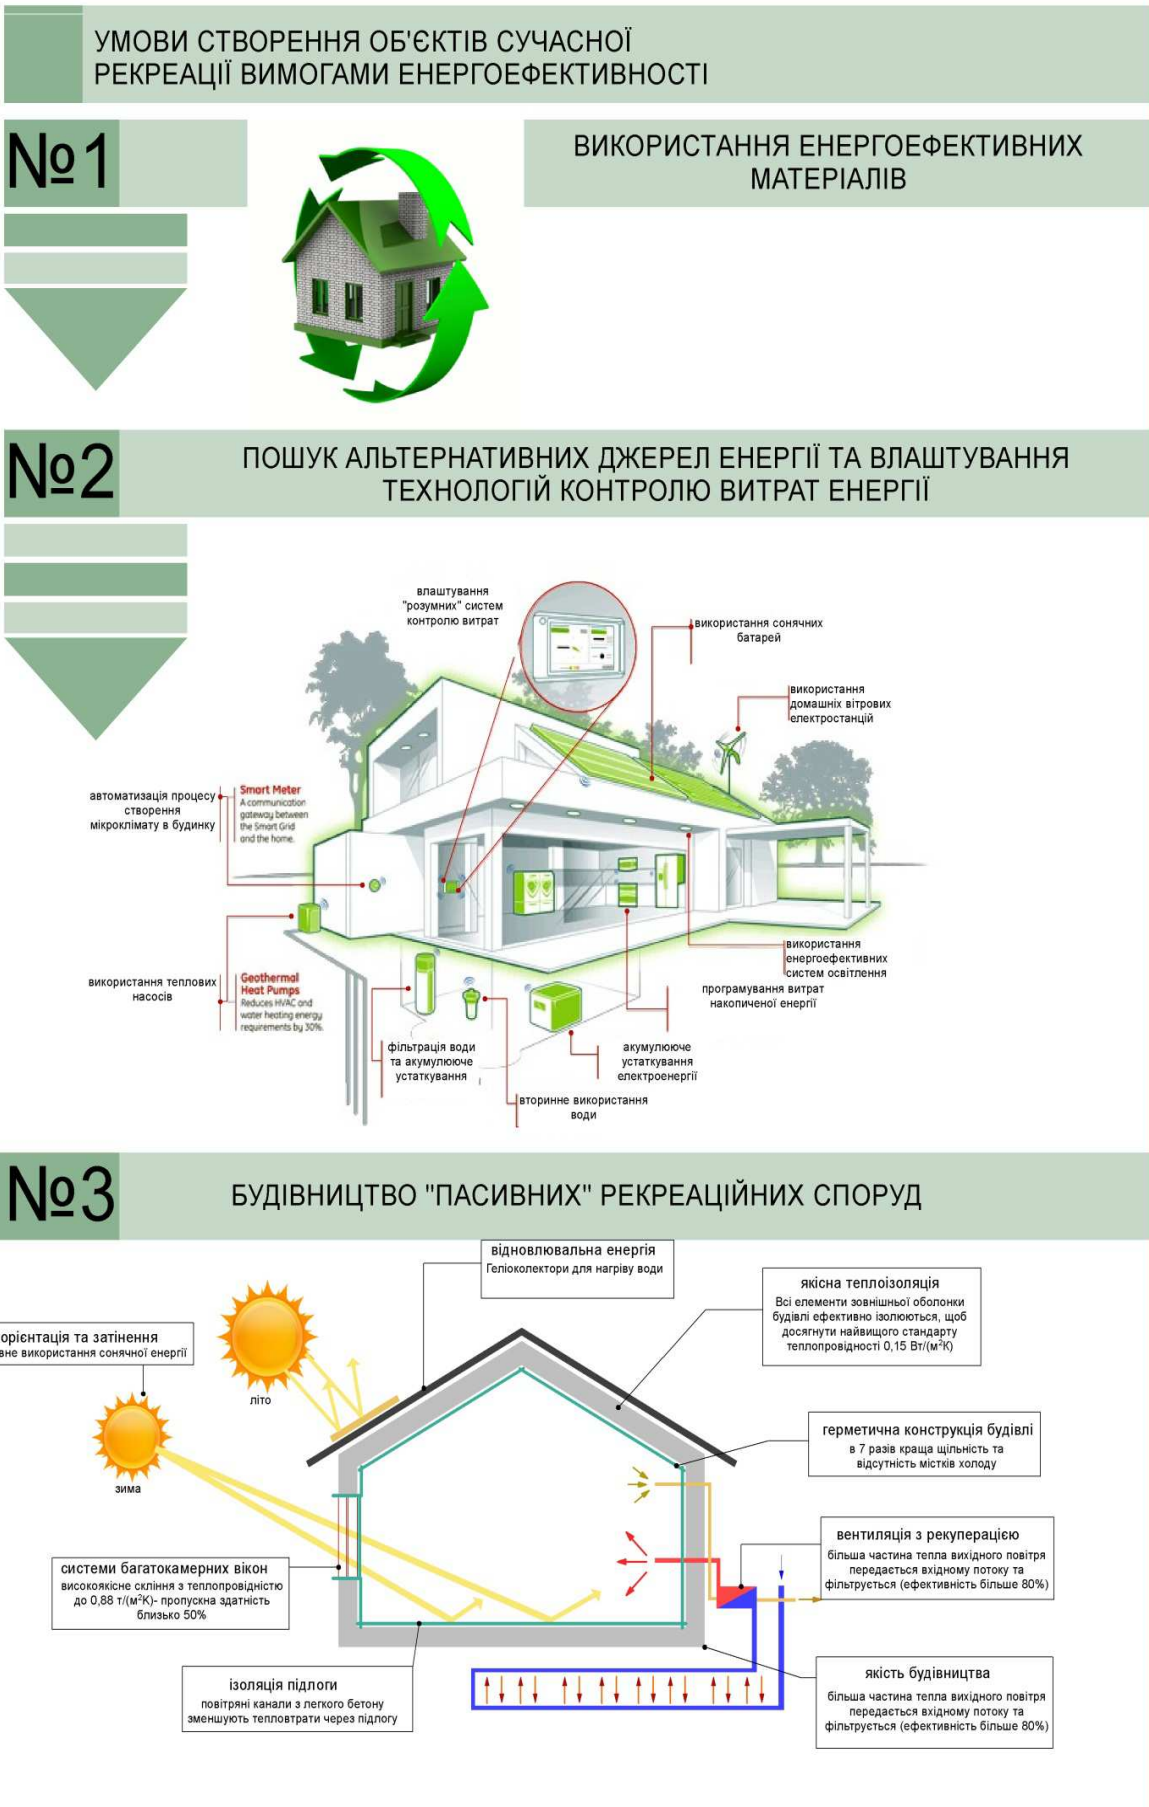 УМОВИ СТВОРЕННЯ ОБ'ЄКТІВ СУЧАСНОЇ
РЕКРЕАЦІЇ ВИМОГАМИ ЕНЕРГОЕФЕКТИВНОСТІ
№1
ВИКОРИСТАННЯ ЕНЕРГОЕФЕКТИВНИХ
МАТЕРІАЛІВ
№2
ПОШУК АЛЬТЕРНАТИВНИХ ДЖЕРЕЛ ЕНЕРГІЇ ТА ВЛАШТУВАННЯ
ТЕХНОЛОГІЙ КОНТРОЛЮ ВИТРАТ ЕНЕРГІЇ
влаштування
"розумних" систем
контролю витрат
використання сонячних
батарей
використання
домашніх вітрових
електростанцій
автоматизація процесу
створення
мікроклімату в будинку
Smart Meter
A communication
gateway between
the Smart Grid
and the home.
використання
енергоефективних
систем освітлення
використання теплових
насосів
Geothermal
Heat Pumps
Reduces HVAC and
water heating energy
requirements by 30%.
програмування витрат
накопиченої енергії
фільтрація води
та акумулююче
устаткування
акумулююче
устаткування
електроенергії
вторинне використання
води
№3
БУДІВНИЦТВО "ПАСИВНИХ" РЕКРЕАЦІЙНИХ СПОРУД
відновлювальна енергія
Геліоколектори для нагріву води
якісна теплоізоляція
Всі елементи зовнішньої оболонки
будівлі ефективно ізолюються, щоб
досягнути найвищого стандарту
теплопровідності 0,15 Вт/(м²К)
орієнтація та затінення
вне використання сонячної енергії
літо
зима
герметична конструкція будівлі
в 7 разів краща щільність та
відсутність містків холоду
вентиляція з рекуперацією
більша частина тепла вихідного повітря
передається вхідному потоку та
фільтрується (ефективність більше 80%)
системи багатокамерних вікон
високоякісне скління з теплопровідністю
до 0,88 т/(м²К)- пропускна здатність
близько 50%
ізоляція підлоги
повітряні канали з легкого бетону
зменшують тепловтрати через підлогу
якість будівництва
більша частина тепла вихідного повітря
передається вхідному потоку та
фільтрується (ефективність більше 80%)